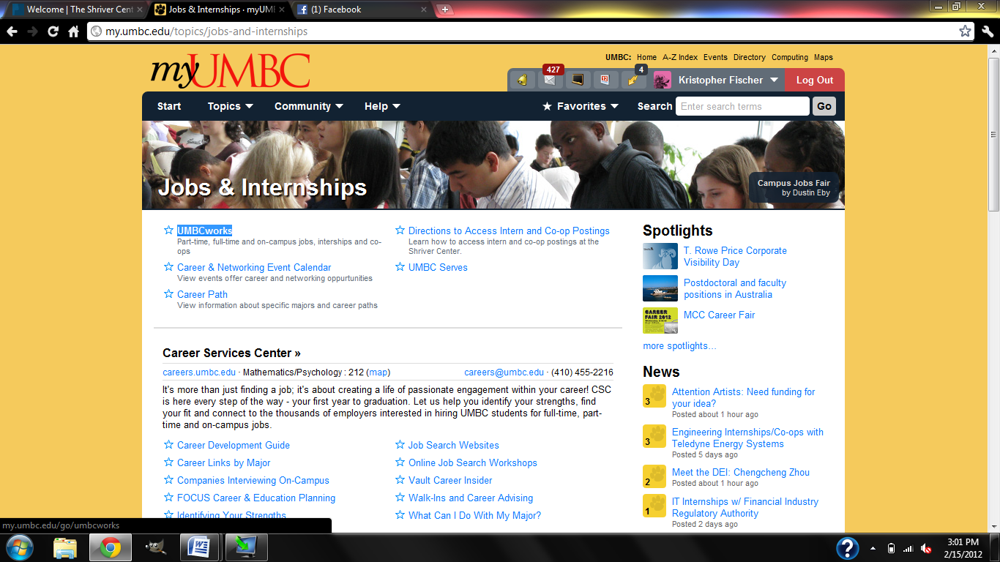 Welcome | The Shriver Cent
Jobs & Internships · myUMB
(1) Facebook
my.umbc.edu/topics/jobs-and-internships
myUMBC
UMBC: Home A-Z Index Events Directory Computing Maps
427
12
4
Kristopher Fischer
Log Out
Start Topics Community Help
Favorites Search Enter search terms Go
Jobs & Internships
Campus Jobs Fair
by Dustin Eby
UMBCworks
Part-time, full-time and on-campus jobs, interships and co-
ops
Career & Networking Event Calendar
View events offer career and networking oppurtunities
Career Path
View information about specific majors and career paths
Directions to Access Intern and Co-op Postings
Learn how to access intern and co-op postings at the
Shriver Center.
UMBC Serves
Career Services Center »
careers.umbc.edu · Mathematics/Psychology : 212 (map)
careers@umbc.edu · (410) 455-2216
It's more than just finding a job; it's about creating a life of passionate engagement within your career! CSC
is here every step of the way - your first year to graduation. Let us help you identify your strengths, find
your fit and connect to the thousands of employers interested in hiring UMBC students for full-time, part-
time and on-campus jobs.
Career Development Guide
Career Links by Major
Companies Interviewing On-Campus
FOCUS Career & Education Planning
Identifying Your Strengths
Job Search Websites
Online Job Search Workshops
Vault Career Insider
Walk-Ins and Career Advising
What Can I Do With My Major?
Spotlights
T. Rowe Price Corporate
Visibility Day
Postdoctoral and faculty
positions in Australia
CAREER
FAIR 2012
MCC Career Fair
more spotlights...
News
3
Attention Artists: Need funding for
your idea?
Posted about 1 hour ago
3
Engineering Internships/Co-ops with
Teledyne Energy Systems
Posted 5 days ago
2
Meet the DEI: Chengcheng Zhou
Posted about 1 hour ago
1
IT Internships w/ Financial Industry
Regulatory Authority
Posted 2 days ago
my.umbc.edu/go/umbcworks
3:01 PM
2/15/2012